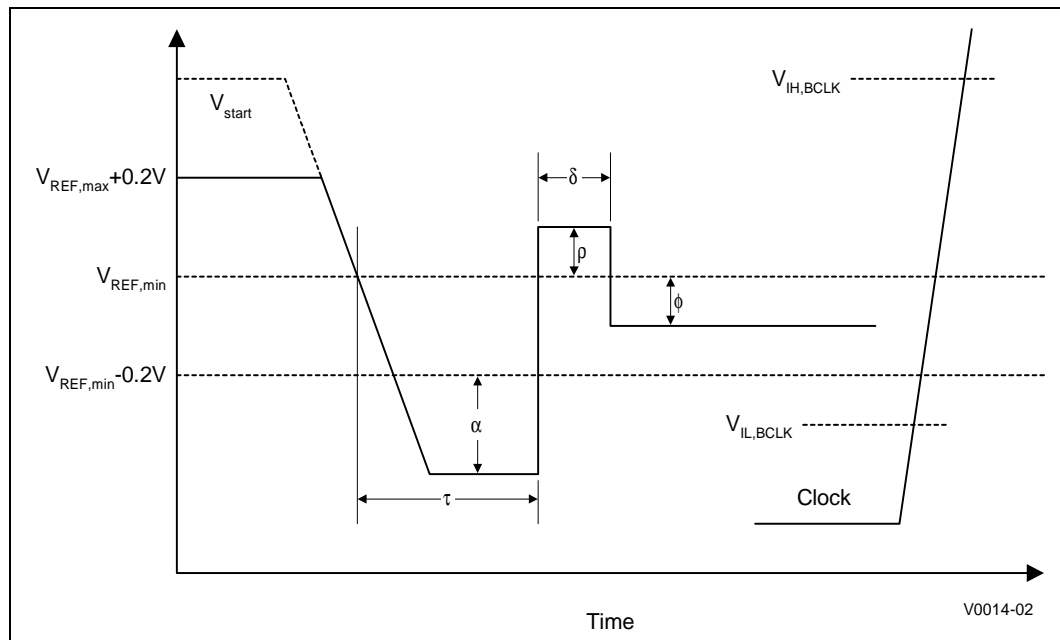 V_IH,BCLK
V_start
V_REF,max+0.2V
δ
ρ
V_REF,min
ϕ
V_REF,min-0.2V
α
V_IL,BCLK
τ
Clock
Time
V0014-02